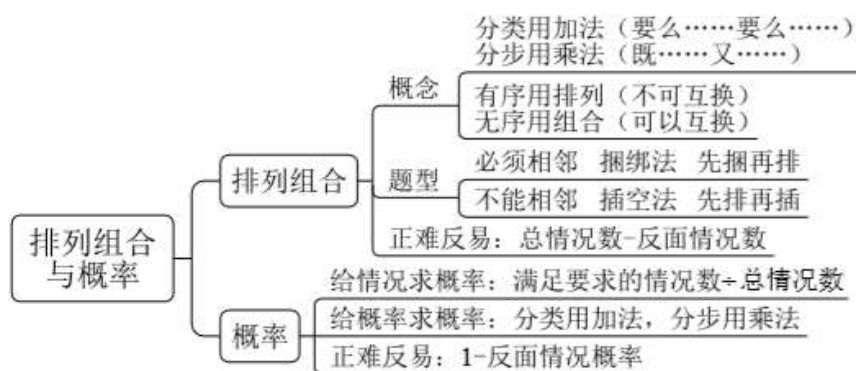 排列组合
与概率
排列组合
概念
分类用加法（要么……要么……）
分步用乘法（既……又……）
有序用排列（不可互换）
无序用组合（可以互换）
题型
必须相邻 捆绑法 先捆再排
不能相邻 插空法 先排再插
正难反易：总情况数-反面情况数
概率
给情况求概率：满足要求的情况数÷总情况数
给概率求概率：分类用加法，分步用乘法
正难反易：1-反面情况概率